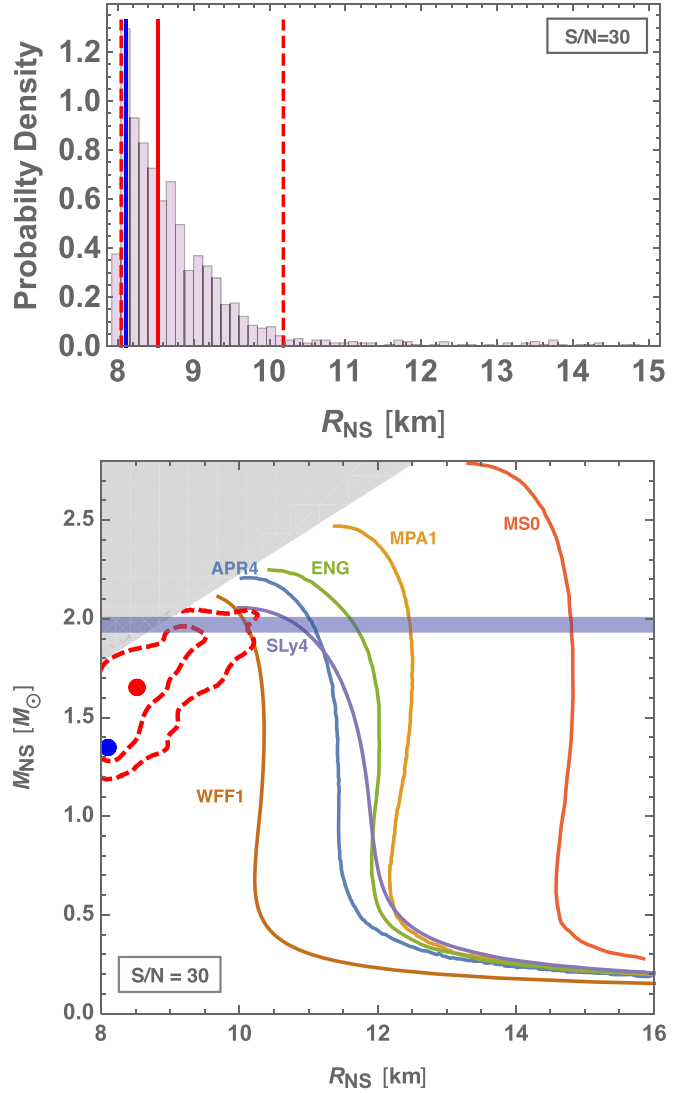 S/N=30
Probabilty Density
1.2
1.0
0.8
0.6
0.4
0.2
0.0
8 9 10 11 12 13 14 15
R_NS [km]
MS0
MPA1
APR4 ENG
SLy4
WFF1
M_NS [M_⊙]
2.5
2.0
1.5
1.0
0.5
0.0
S/N = 30
8 10 12 14 16
R_NS [km]